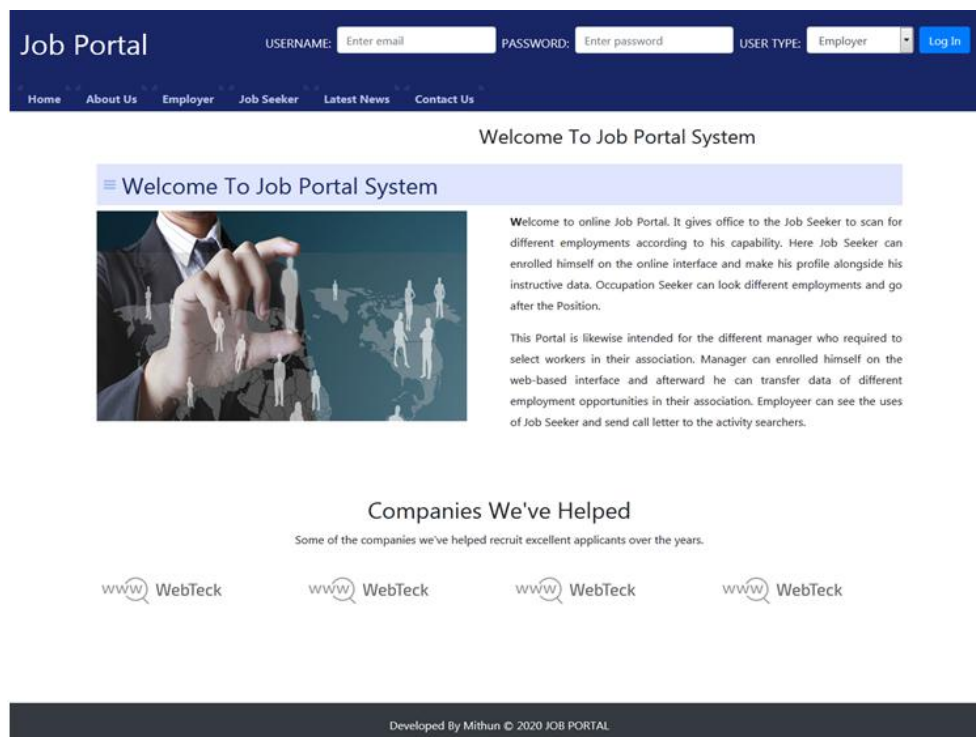 Job Portal
USERNAME: Enter email PASSWORD: Enter password USER TYPE: Employer Log In
Home About Us Employer Job Seeker Latest News Contact Us
Welcome To Job Portal System
Welcome To Job Portal System
Welcome to online Job Portal. It gives office to the Job Seeker to scan for
different employments according to his capability. Here Job Seeker can
enrolled himself on the online interface and make his profile alongside his
instructive data. Occupation Seeker can look different employments and go
after the Position.
This Portal is likewise intended for the different manager who required to
select workers in their association. Manager can enrolled himself on the
web-based interface and afterward he can transfer data of different
employment opportunities in their association. Employeer can see the uses
of Job Seeker and send call letter to the activity searchers.
Companies We've Helped
Some of the companies we've helped recruit excellent applicants over the years.
www WebTeck www WebTeck www WebTeck www WebTeck
Developed By Mithun © 2020 JOB PORTAL